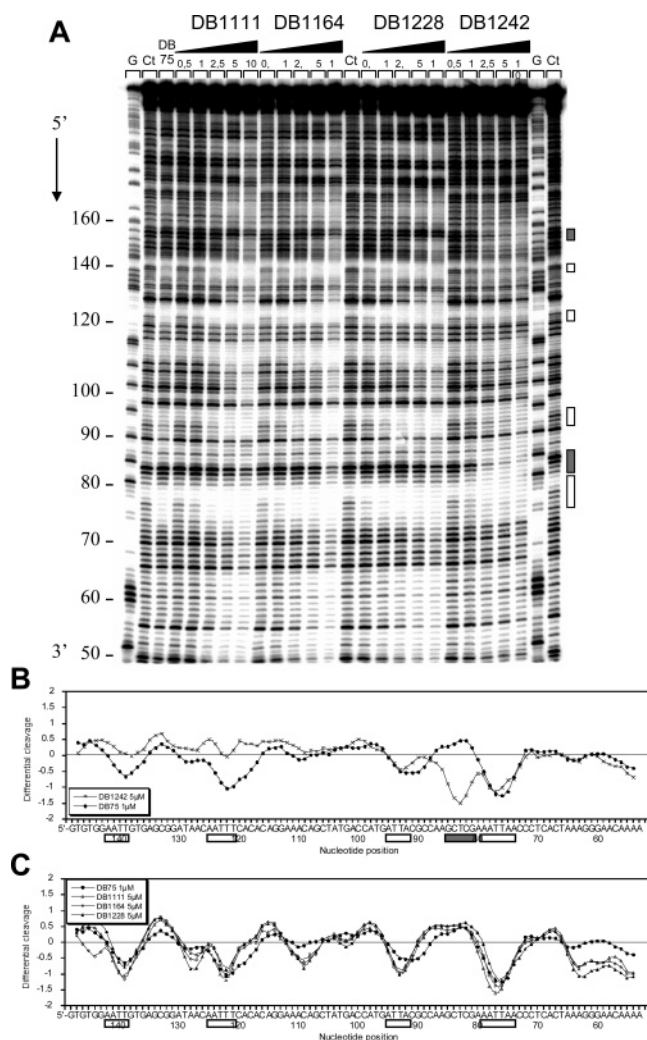 A
DB1111 DB1164 DB1228 DB1242
G Ct DB 75 0,5 1 2,5 5 10 0, 1 2, 5 1 Ct 0, 1 2, 5 1 0,5 1 2,5 5 1 0 G Ct
5’
160
140
120
100
90
80
70
60
3’ 50
B
Differential cleavage
2
1.5
1
0.5
0
-0.5
-1
-1.5
-2
DB1242 5µM
DB75 1µM
5'-GTGTGGAATTGTGAGCGGATAACAATTTCACACAGGAAACAGCTATGACCATGATTACGCCAAGCTCGAAATTAACCCTCACTAAAGGGAACAAAA
140 130 120 110 100 90 80 70 60
Nucleotide position
C
Differential cleavage
2
1.5
1
0.5
0
-0.5
-1
-1.5
-2
DB75 1µM
DB1111 5µM
DB1164 5µM
DB1228 5µM
5'-GTGTGGAATTGTGAGCGGATAACAATTTCACACAGGAAACAGCTATGACCATGATTACGCCAAGCTCGAAATTAACCCTCACTAAAGGGAACAAAA
140 130 120 110 100 90 80 70 60
Nucleotide position